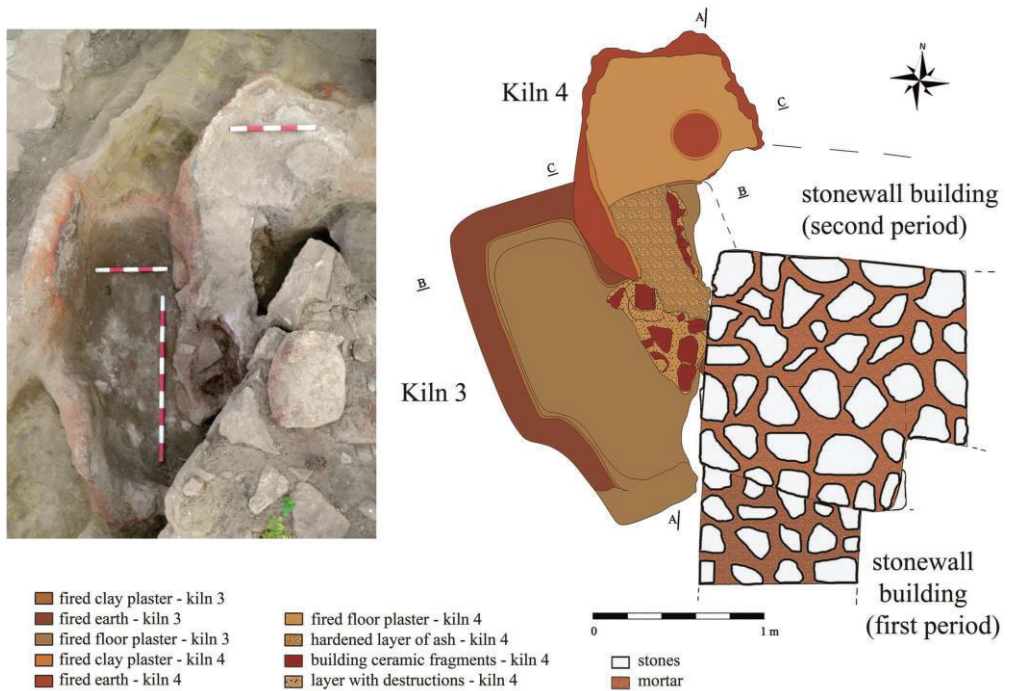 A
N
Kiln 4
C
C
B
stonewall building
(second period)
B
Kiln 3
A
stonewall
building
(first period)
fired clay plaster - kiln 3
fired earth - kiln 3
fired floor plaster - kiln 3
fired clay plaster - kiln 4
fired earth - kiln 4
fired floor plaster - kiln 4
hardened layer of ash - kiln 4
building ceramic fragments - kiln 4
layer with destructions - kiln 4
0
1 m
stones
mortar